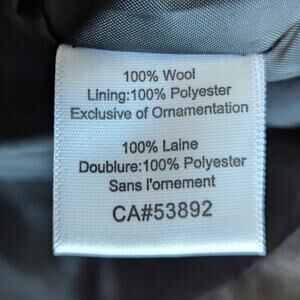 100% Wool
Lining:100% Polyester
Exclusive of Ornamentation
100% Laine
Doublure:100% Polyester
Sans l'ornement
CA#53892